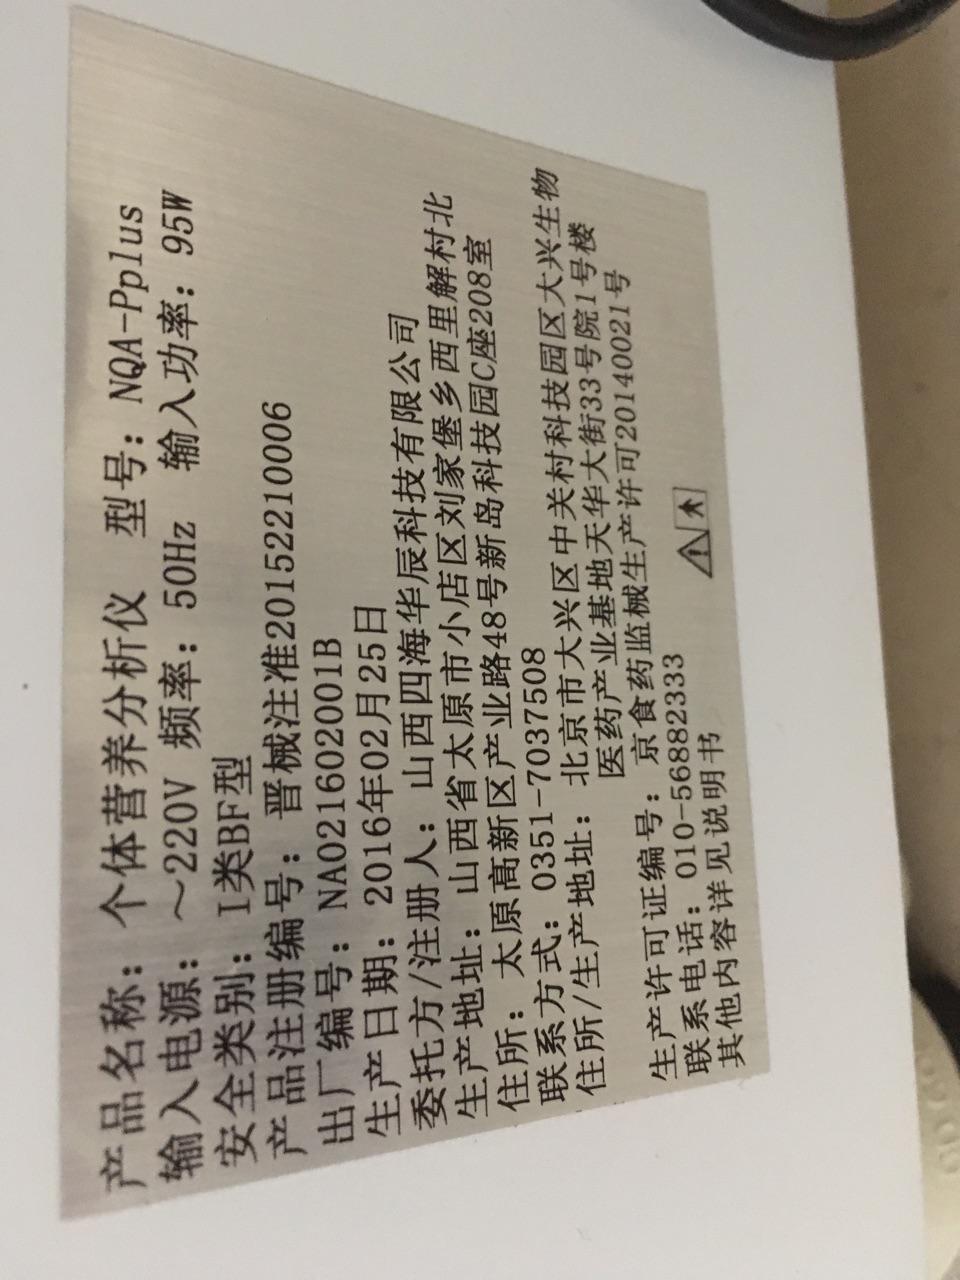 产品名称：个体营养分析仪 型号：NQA-Pplus
输入电源：～220V 频率：50Hz 输入功率：95W
安全类别：I类BF型
产品注册编号：晋械注准20152210006
出厂编号：NA021602001B
生产日期：2016年02月25日
委托方/注册人：山西四海华辰科技有限公司
生产地址：山西省太原市小店区刘家堡乡西里解村北
住所：太原高新区产业路48号新岛科技园C座208室
联系方式：0351-7037508
住所/生产地址：北京市大兴区中关村科技园区大兴生物
医药产业基地天华大街33号院1号楼
生产许可证编号：京食药监械生产许可20140021号
联系电话：010-56882333
其他内容详见说明书